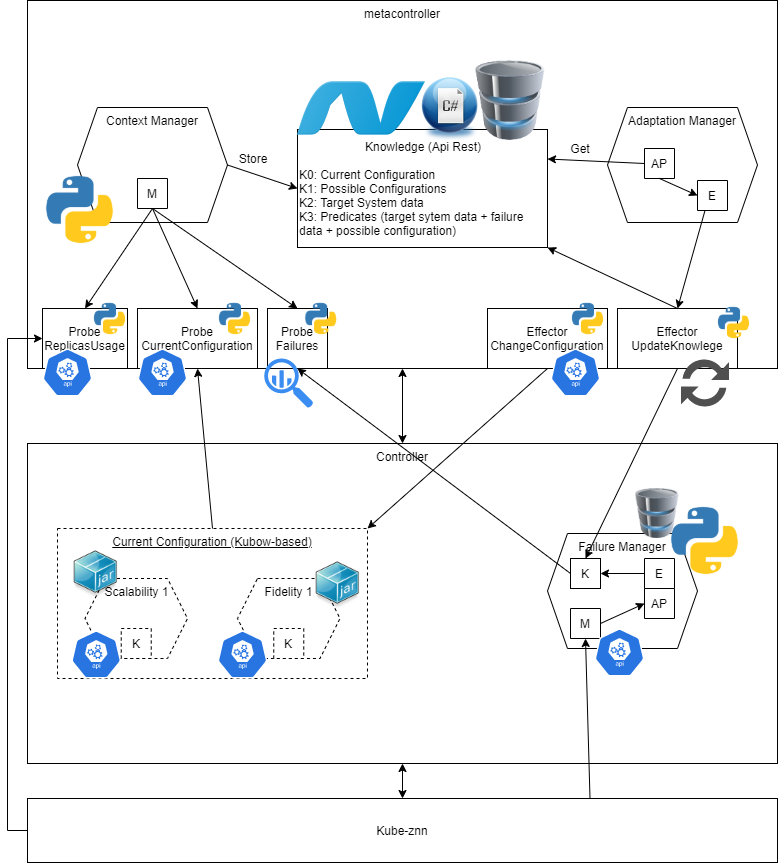 metacontroller
Context Manager
M
Store
C#
Knowledge (Api Rest)
K0: Current Configuration
K1: Possible Configurations
K2: Target System data
K3: Predicates (target sytem data + failure
data + possible configuration)
Get
Adaptation Manager
AP
E
Probe
ReplicasUsage
api
Probe
CurrentConfiguration
api
Probe
Failures
Effector
ChangeConfiguration
api
Effector
UpdateKnowlege
Controller
Current Configuration (Kubow-based)
jar
Scalability 1
K
api
Fidelity 1
jar
K
api
Failure Manager
K
E
AP
M
api
Kube-znn